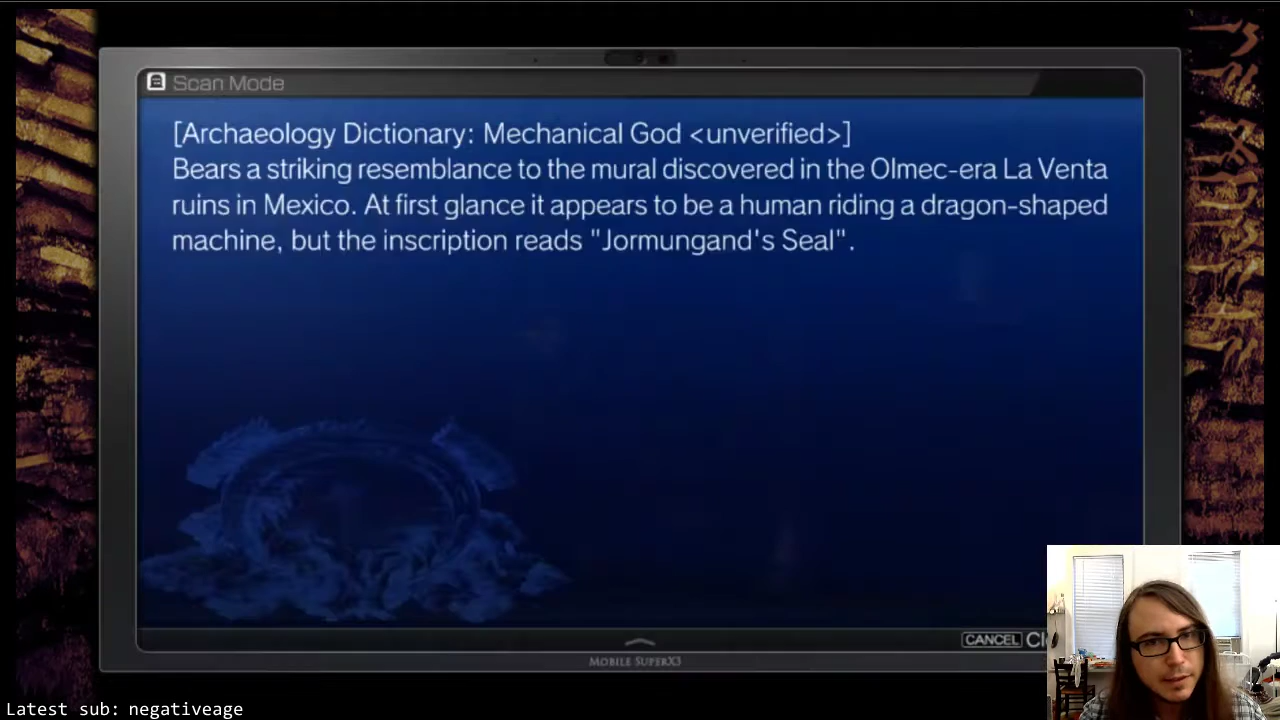 Scan Mode
[Archaeology Dictionary: Mechanical God <unverified>]
Bears a striking resemblance to the mural discovered in the Olmec-era La Venta
ruins in Mexico. At first glance it appears to be a human riding a dragon-shaped
machine, but the inscription reads "Jormungand's Seal".
CANCEL
MOBILE SUPERX3
Latest sub: negativeage